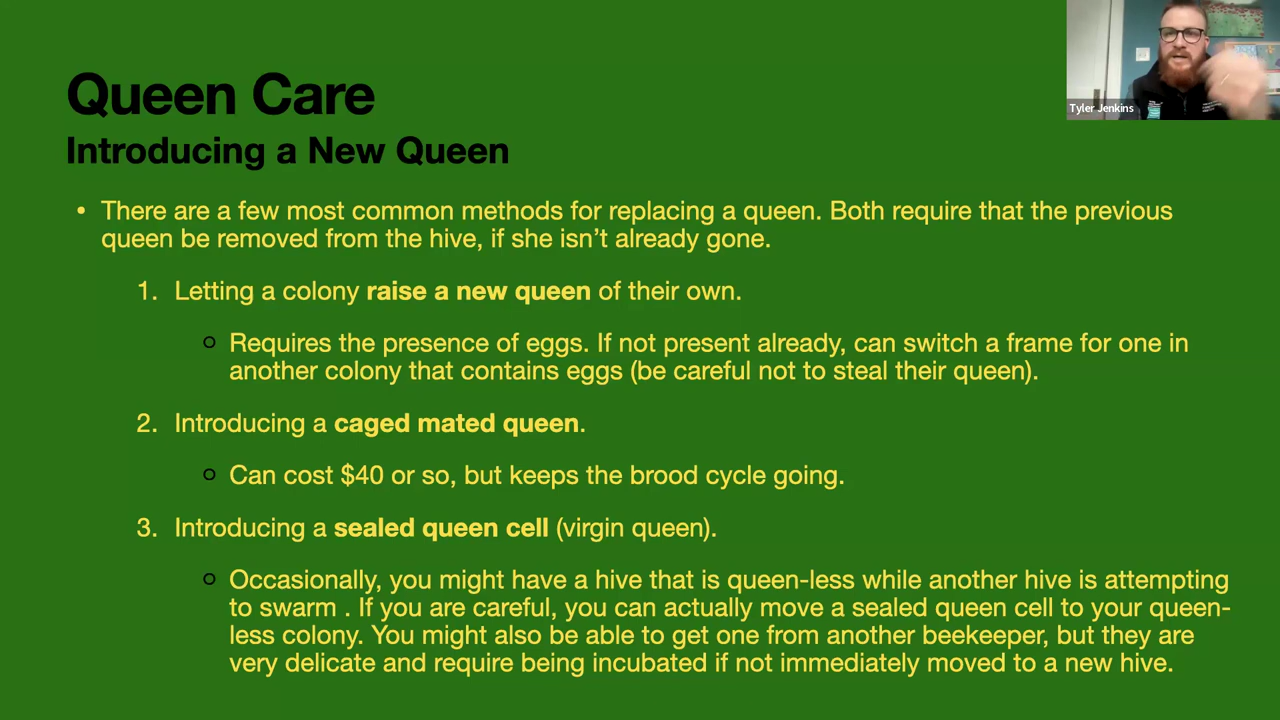 Tyler Jenkins
Queen Care
Introducing a New Queen
• There are a few most common methods for replacing a queen. Both require that the previous
queen be removed from the hive, if she isn’t already gone.
1. Letting a colony raise a new queen of their own.
Requires the presence of eggs. If not present already, can switch a frame for one in
another colony that contains eggs (be careful not to steal their queen).
2. Introducing a caged mated queen.
Can cost $40 or so, but keeps the brood cycle going.
3. Introducing a sealed queen cell (virgin queen).
Occasionally, you might have a hive that is queen-less while another hive is attempting
to swarm . If you are careful, you can actually move a sealed queen cell to your queen-
less colony. You might also be able to get one from another beekeeper, but they are
very delicate and require being incubated if not immediately moved to a new hive.